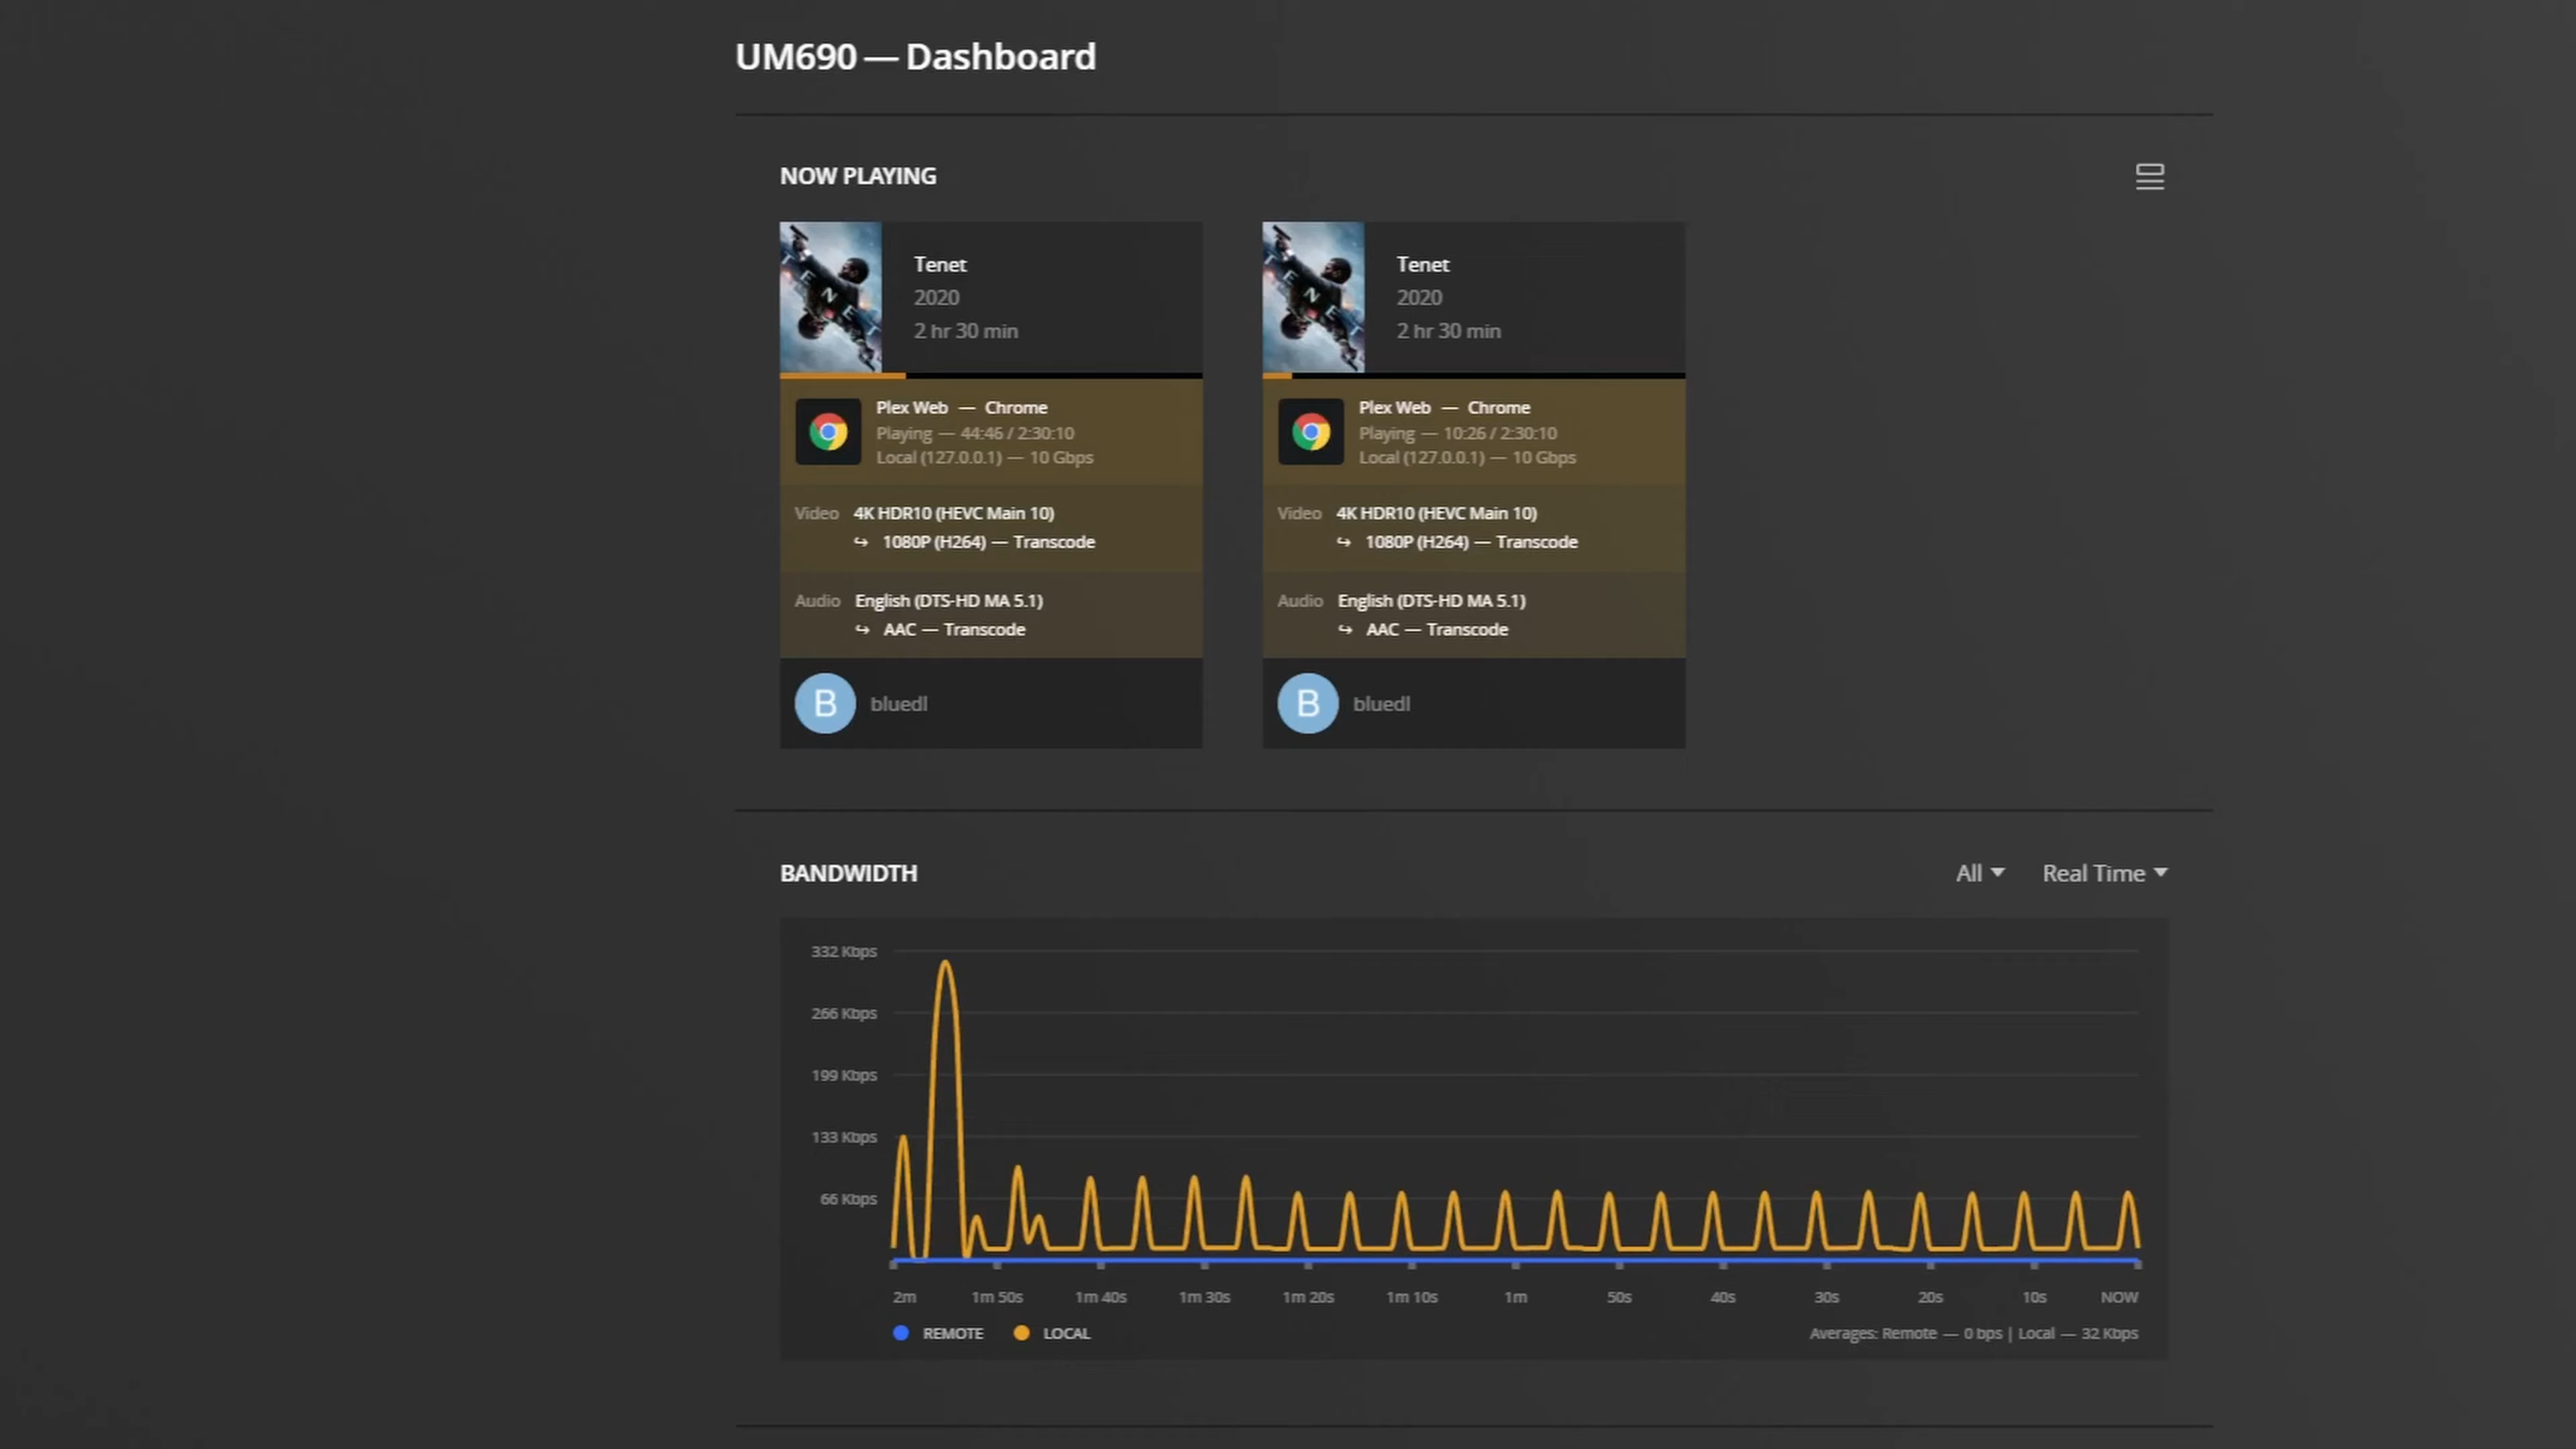 UM690 — Dashboard
NOW PLAYING
TENET
Tenet
2020
2 hr 30 min
Plex Web — Chrome
Playing — 44:46 / 2:30:10
Local (127.0.0.1) — 10 Gbps
Video 4K HDR10 (HEVC Main 10)
↪ 1080P (H264) — Transcode
Audio English (DTS-HD MA 5.1)
↪ AAC — Transcode
B bluedl
TENET
Tenet
2020
2 hr 30 min
Plex Web — Chrome
Playing — 10:26 / 2:30:10
Local (127.0.0.1) — 10 Gbps
Video 4K HDR10 (HEVC Main 10)
↪ 1080P (H264) — Transcode
Audio English (DTS-HD MA 5.1)
↪ AAC — Transcode
B bluedl
BANDWIDTH
All Real Time
332 Kbps
266 Kbps
199 Kbps
133 Kbps
66 Kbps
2m 1m 50s 1m 40s 1m 30s 1m 20s 1m 10s 1m 50s 40s 30s 20s 10s NOW
REMOTE LOCAL Averages: Remote — 0 bps | Local — 32 Kbps